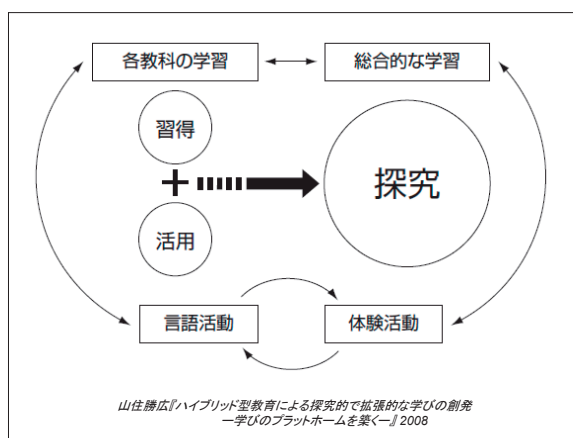 各教科の学習
総合的な学習
習得
+
活用
探究
言語活動
体験活動
山住勝広『ハイブリッド型教育による探究的で拡張的な学びの創発
ー学びのプラットホームを築くー』2008